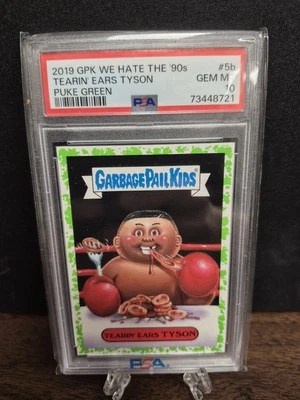 2019 GPK WE HATE THE '90s #5b
TEARIN' EARS TYSON GEM MT
PUKE GREEN 10
PSA 73448721
GARBAGE PAIL KIDS
TEARIN' EARS TYSON
PSA